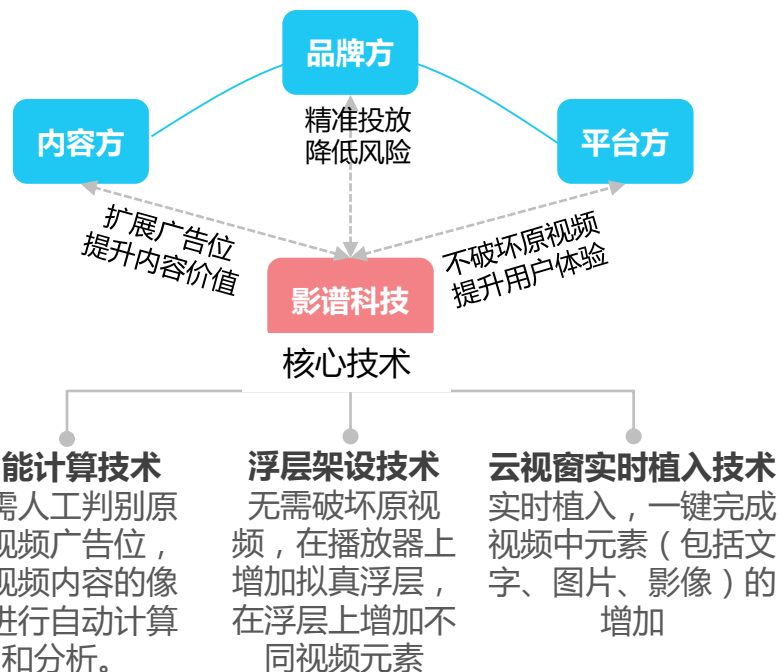 品牌方
内容方
平台方
精准投放
降低风险
扩展广告位
提升内容价值
不破坏原视频
提升用户体验
影谱科技
核心技术
能计算技术
需人工判别原
视频广告位，
视频内容的像
进行自动计算
和分析。
浮层架设技术
无需破坏原视
频，在播放器上
增加拟真浮层，
在浮层上增加不
同视频元素
云视窗实时植入技术
实时植入，一键完成
视频中元素（包括文
字、图片、影像）的
增加